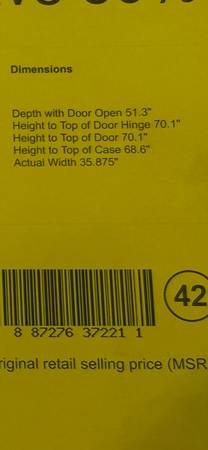 Dimensions
Depth with Door Open 51.3"
Height to Top of Door Hinge 70.1"
Height to Top of Door 70.1"
Height to Top of Case 68.6"
Actual Width 35.875"
42
8 87276 37221 1
riginal retail selling price (MSR